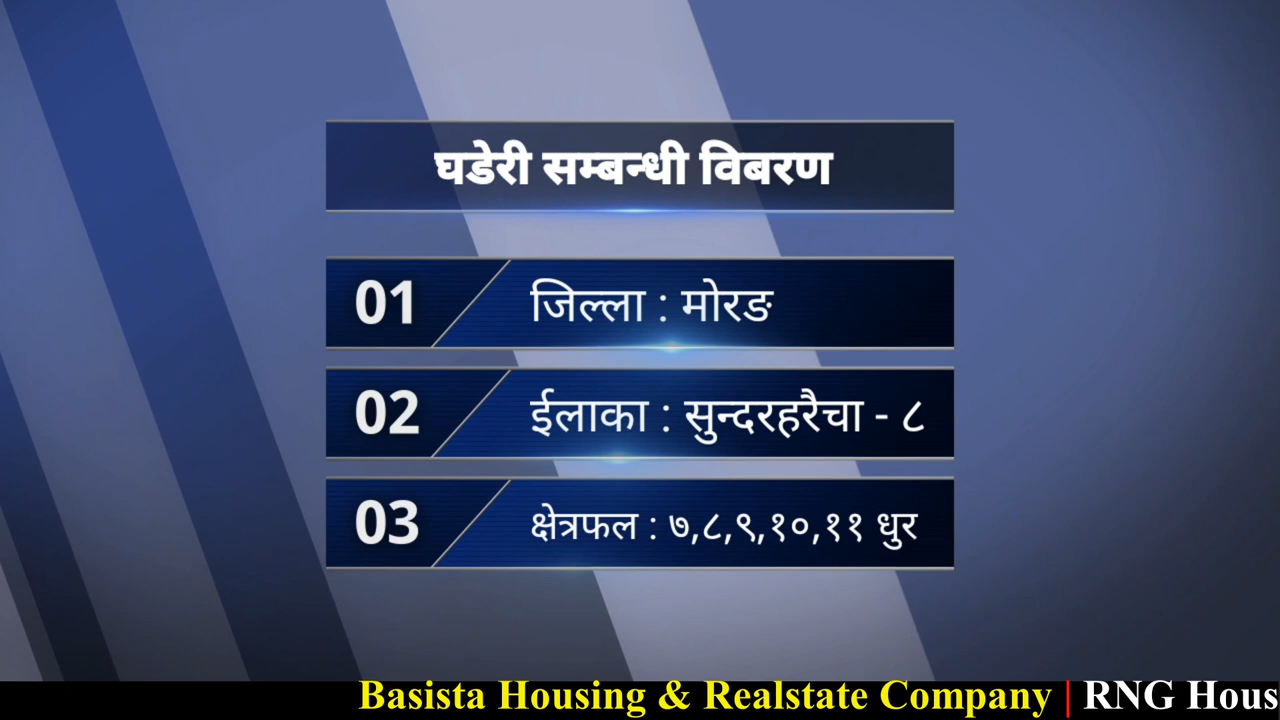 घडेरी सम्बन्धी विबरण
01 जिल्ला : मोरङ
02 ईलाका : सुन्दरहरैचा - ८
03 क्षेत्रफल : ७,८,९,१०,११ धुर
Basista Housing & Realstate Company | RNG Hous